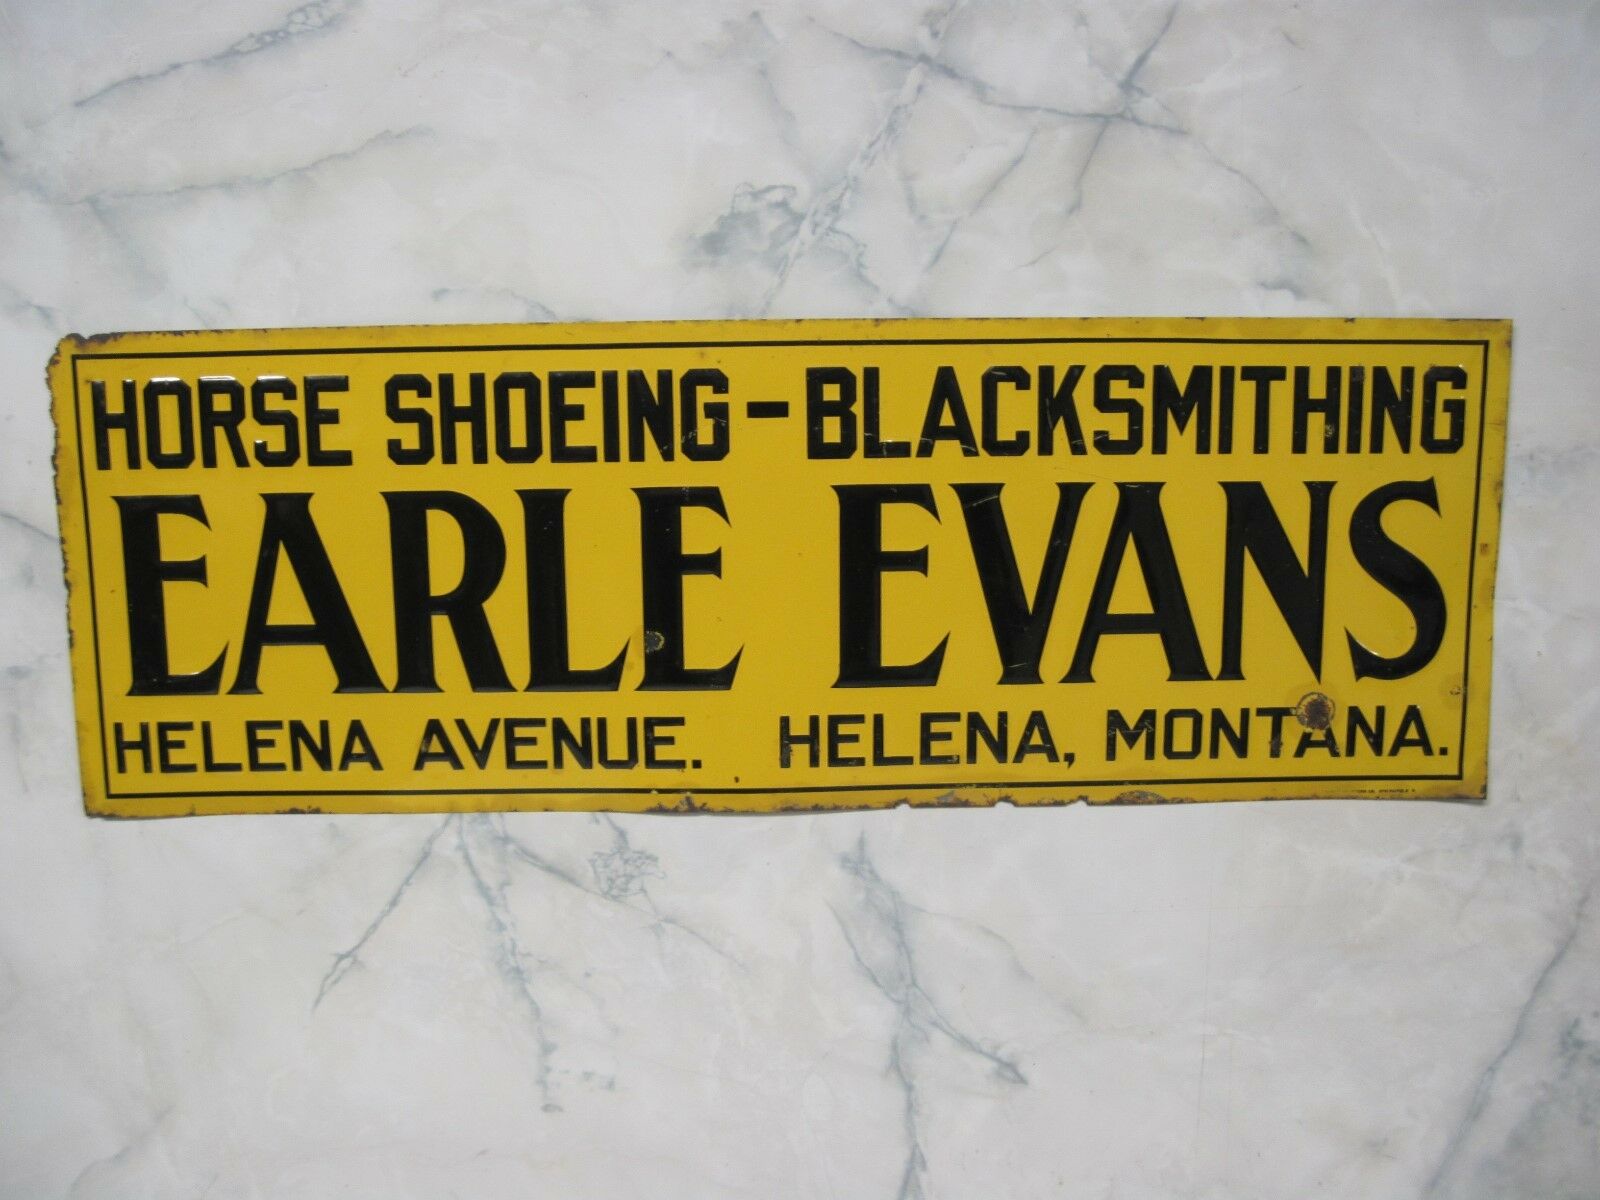 HORSE SHOEING-BLACKSMITHING
EARLE EVANS
HELENA AVENUE. HELENA, MONTANA.